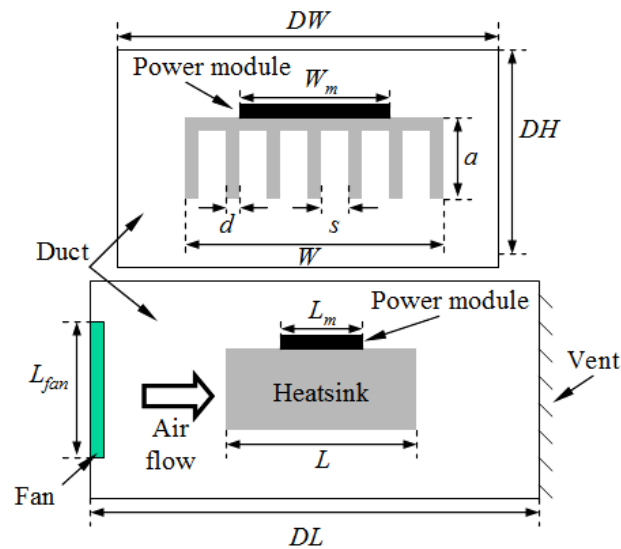 DW
Power module
W_m
DH
a
d
s
W
Duct
L_m
Power module
Vent
L_fan
Heatsink
Air
flow
L
Fan
DL